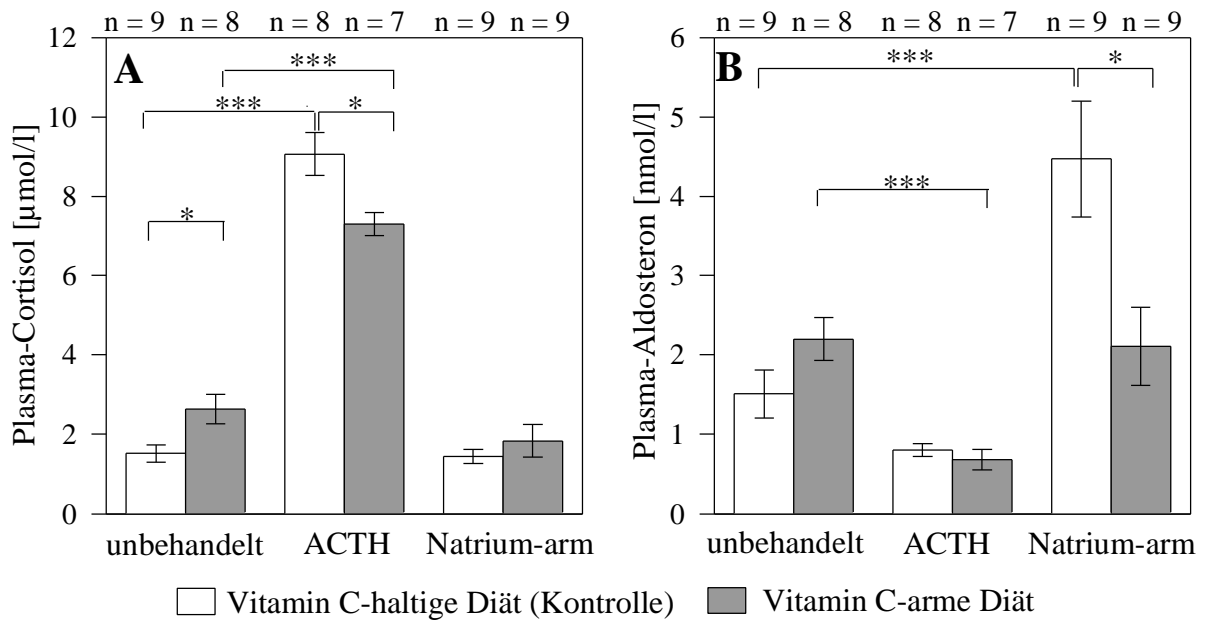 n = 9 n = 8 n = 8 n = 7 n = 9 n = 9
A
Plasma-Cortisol [µmol/l]
12
10
8
6
4
2
0
***
***
*
*
unbehandelt ACTH Natrium-arm
n = 9 n = 8 n = 9 n = 7 n = 9 n = 9
B
Plasma-Aldosteron [nmol/l]
6
5
4
3
2
1
0
***
*
***
unbehandelt ACTH Natrium-arm
Vitamin C-haltige Diät (Kontrolle) Vitamin C-arme Diät